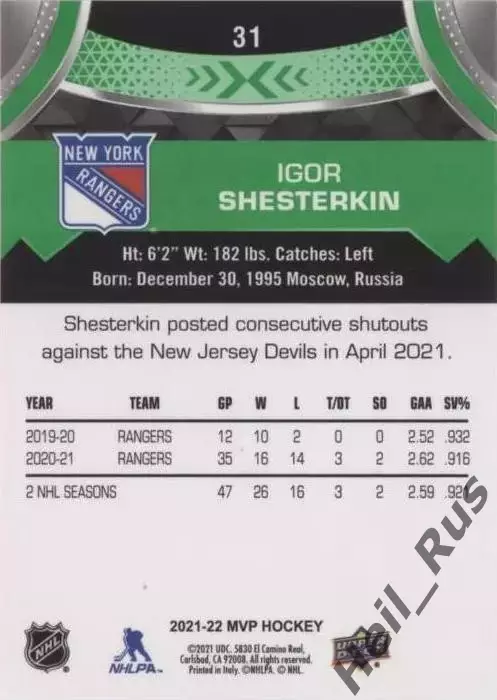 31
NEW YORK
RANGERS
IGOR
SHESTERKIN
Ht: 6'2" Wt: 182 lbs. Catches: Left
Born: December 30, 1995 Moscow, Russia
Shesterkin posted consecutive shutouts
against the New Jersey Devils in April 2021.
YEAR TEAM GP W L T/OT SO GAA SV%
2019-20 RANGERS 12 10 2 0 0 2.52 .932
2020-21 RANGERS 35 16 14 3 2 2.62 .916
2 NHL SEASONS 47 26 16 3 2 2.59 .921
2021-22 MVP HOCKEY
©2021 UDC. 5830 El Camino Real,
Carlsbad, CA 92008. All rights reserved.
Printed in Italy. ©NHLPA. © NHL.
NHL
NHLPA
UPPER DECK